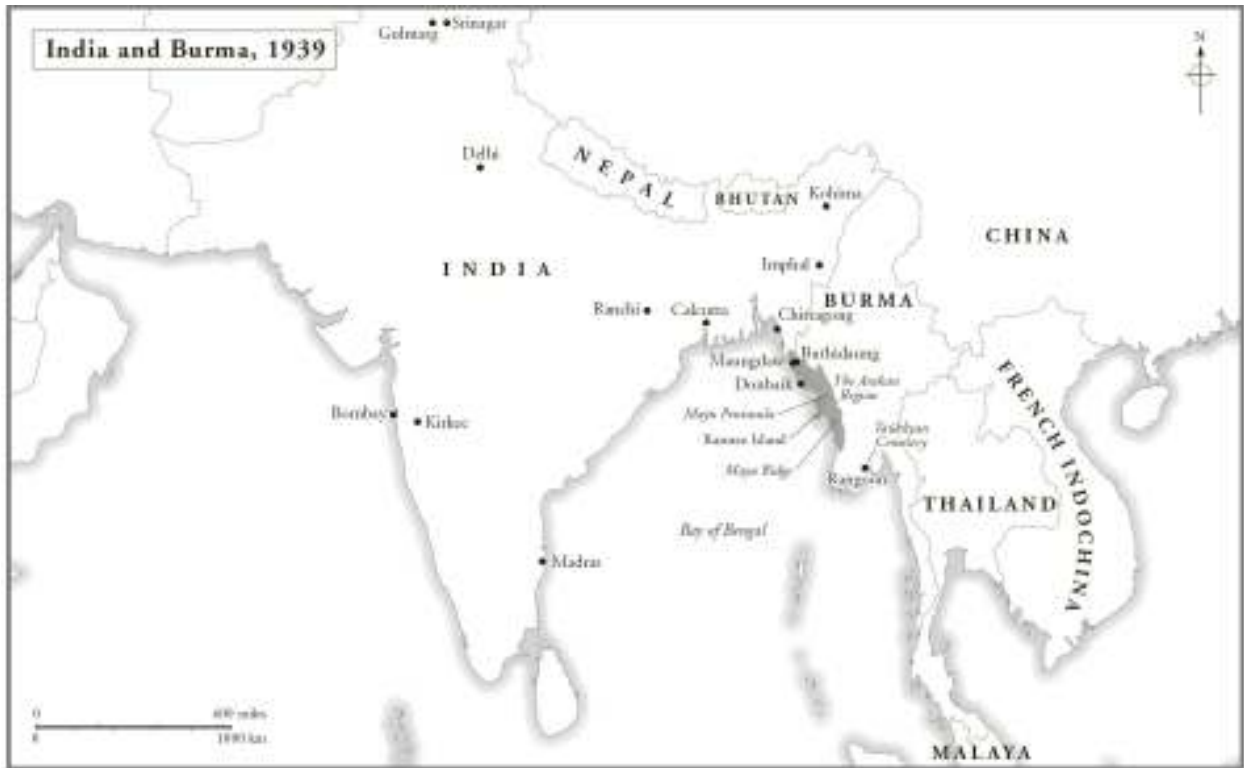 India and Burma, 1939
Srinagar
Gulmarg
N
Delhi
NEPAL
BHUTAN
Kohima
CHINA
INDIA
Imphal
BURMA
Ranchi
Calcutta
Chittagong
Maungdaw
Buthidaung
Donbaik
The Arakan
Region
Mayu Peninsula
Ramree Island
Mayu Ridge
Bombay
Kirkee
Taukkyan
Cemetery
Rangoon
FRENCH INDOCHINA
THAILAND
Bay of Bengal
Madras
0
600 miles
0
1000 km
MALAYA